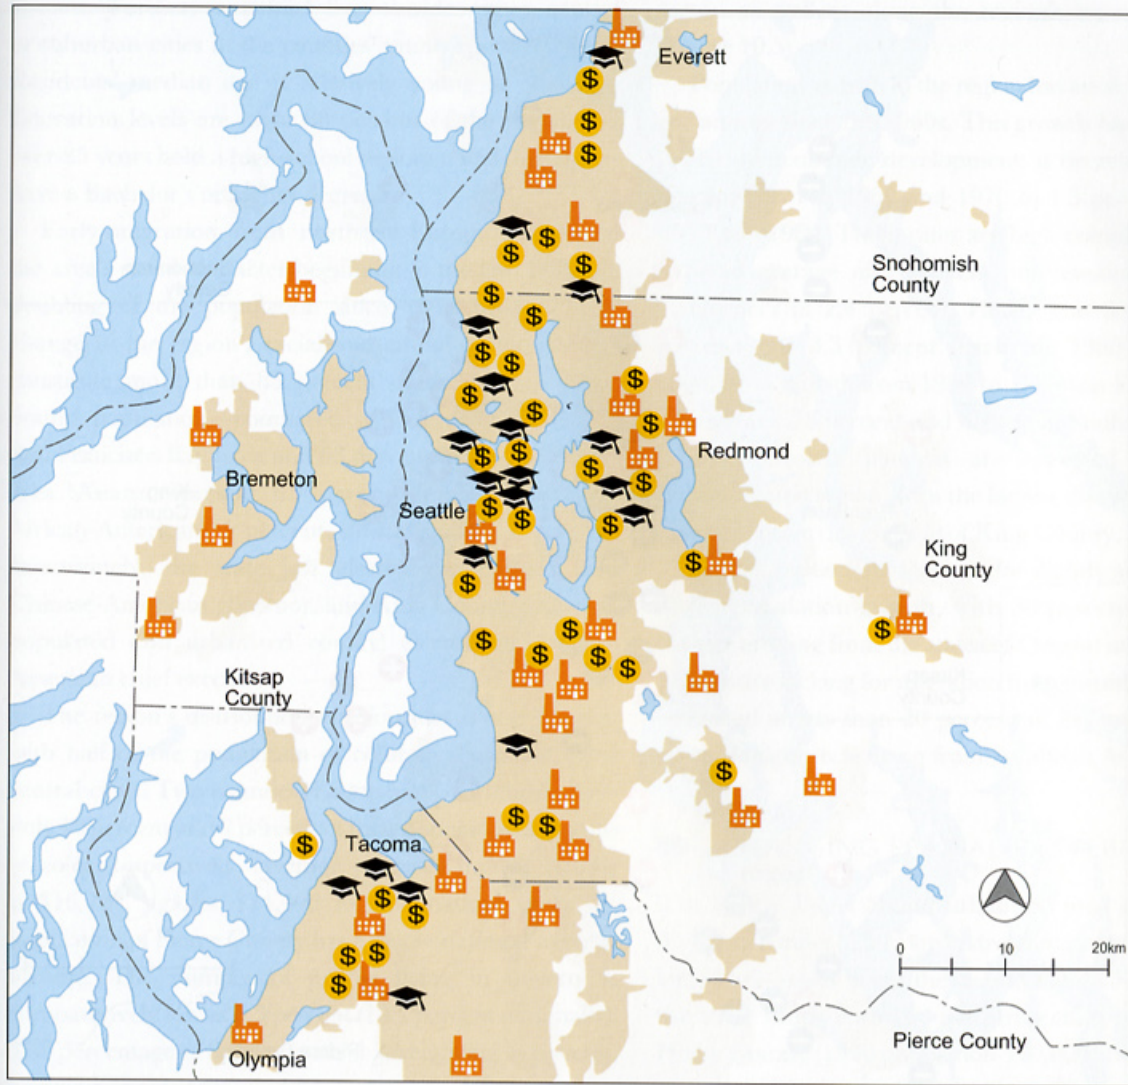 Everett
Snohomish
County
Redmond
Bremeton
Seattle
King
County
Kitsap
County
Tacoma
0 10 20km
Pierce County
Olympia